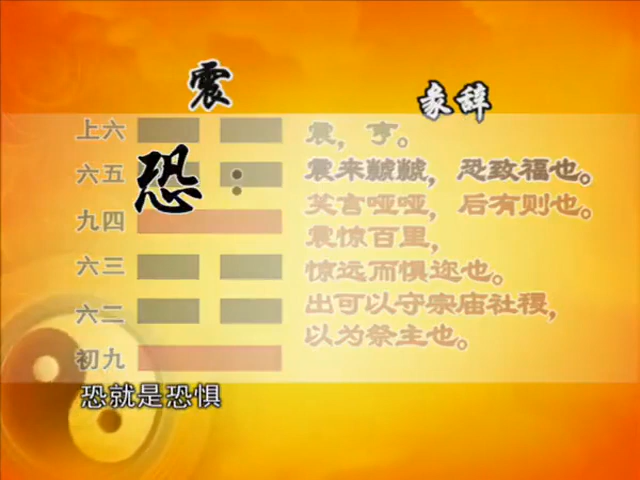 震
彖辞
上六
六五
九四
六三
六二
初九
恐：
震，亨。
震来虩虩，恐致福也。
笑言哑哑，后有则也。
震惊百里，
惊远而惧迩也。
出可以守宗庙社稷，
以为祭主也。
恐就是恐惧